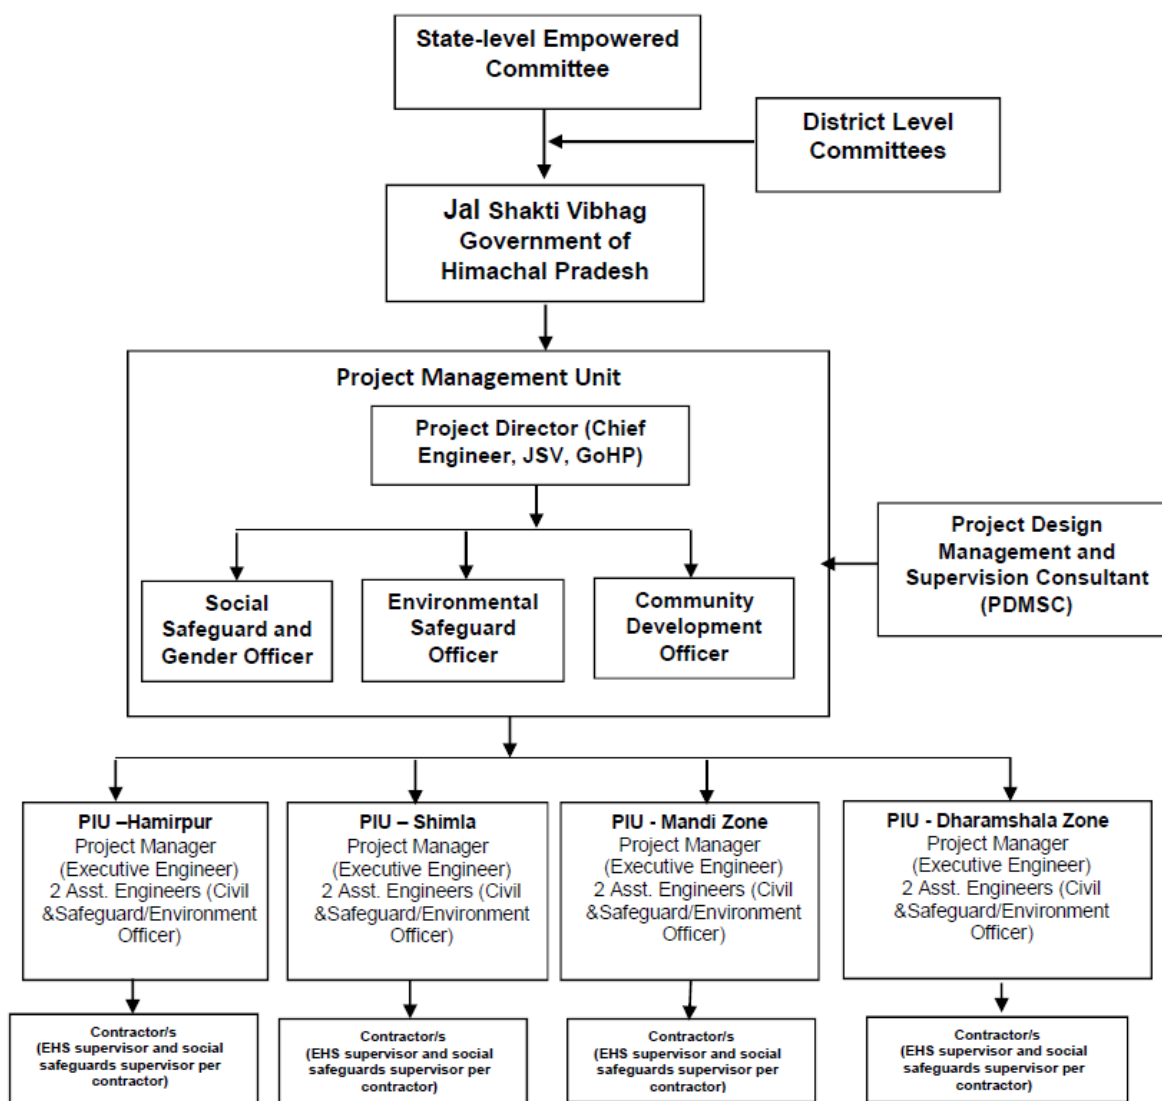 State-level Empowered
Committee
District Level
Committees
Jal Shakti Vibhag
Government of
Himachal Pradesh
Project Management Unit
Project Director (Chief
Engineer, JSV, GoHP)
Project Design
Management and
Supervision Consultant
(PDMSC)
Social
Safeguard and
Gender Officer
Environmental
Safeguard
Officer
Community
Development
Officer
PIU –Hamirpur
Project Manager
(Executive Engineer)
2 Asst. Engineers (Civil
&Safeguard/Environment
Officer)
PIU – Shimla
Project Manager
(Executive Engineer)
2 Asst. Engineers (Civil
&Safeguard/Environment
Officer)
PIU - Mandi Zone
Project Manager
(Executive Engineer)
2 Asst. Engineers (Civil
&Safeguard/Environment
Officer)
PIU - Dharamshala Zone
Project Manager
(Executive Engineer)
2 Asst. Engineers (Civil
&Safeguard/Environment
Officer)
Contractor/s
(EHS supervisor and social
safeguards supervisor per
contractor)
Contractor/s
(EHS supervisor and social
safeguards supervisor per
contractor)
Contractor/s
(EHS supervisor and social
safeguards supervisor per
contractor)
Contractor/s
(EHS supervisor and social
safeguards supervisor per
contractor)